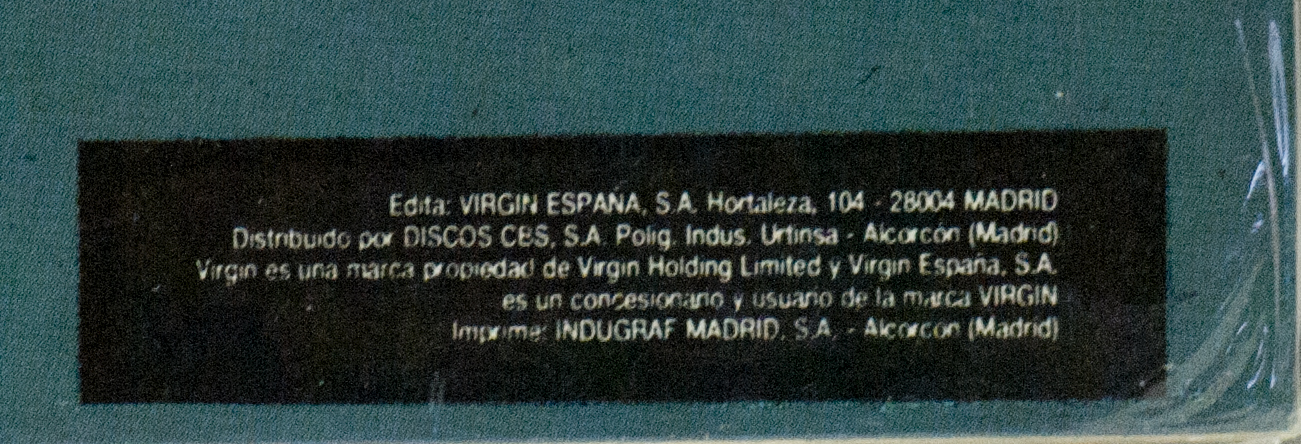 Edita: VIRGIN ESPAÑA, S.A. Hortaleza, 104 - 28004 MADRID
Distribuido por DISCOS CBS, S.A. Polig. Indus. Urtinsa - Alcorcón (Madrid)
Virgin es una marca propiedad de Virgin Holding Limited y Virgin España, S.A.
es un concesionario y usuario de la marca VIRGIN
Imprime: INDUGRAF MADRID, S.A. - Alcorcón (Madrid)